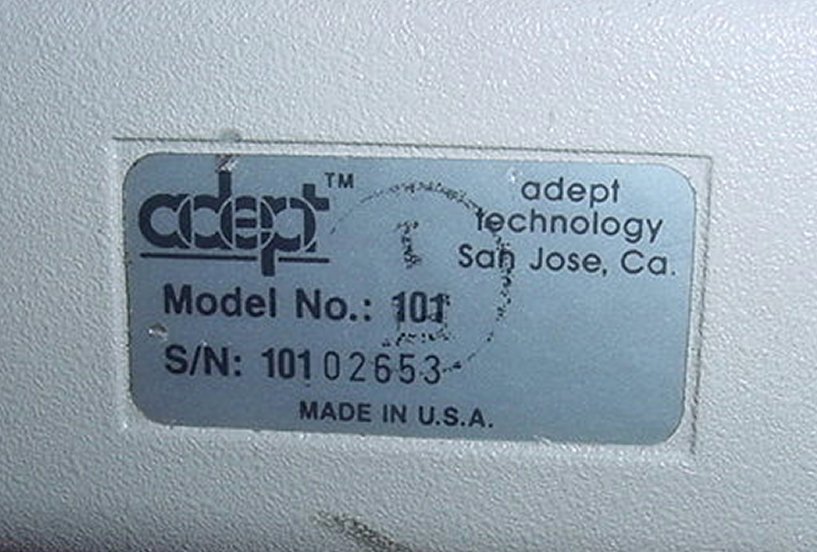 adept™
adept
technology
San Jose, Ca.
Model No.: 101
S/N: 10102653
MADE IN U.S.A.